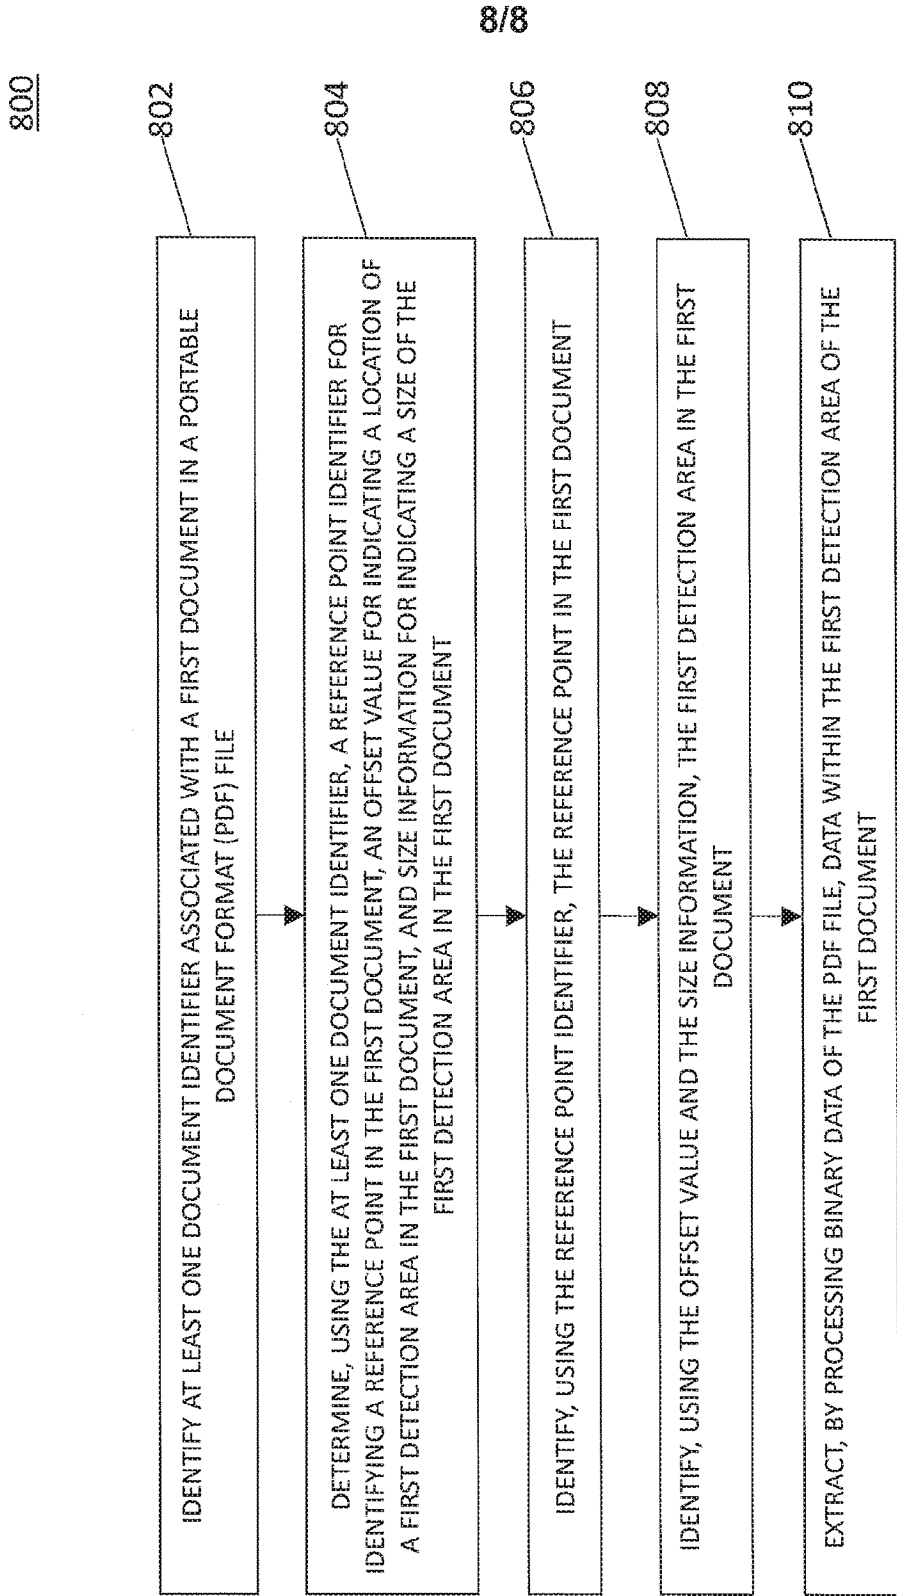 8/8
800
802
IDENTIFY AT LEAST ONE DOCUMENT IDENTIFIER ASSOCIATED WITH A FIRST DOCUMENT IN A PORTABLE
DOCUMENT FORMAT (PDF) FILE
804
DETERMINE, USING THE AT LEAST ONE DOCUMENT IDENTIFIER, A REFERENCE POINT IDENTIFIER FOR
IDENTIFYING A REFERENCE POINT IN THE FIRST DOCUMENT, AN OFFSET VALUE FOR INDICATING A LOCATION OF
A FIRST DETECTION AREA IN THE FIRST DOCUMENT, AND SIZE INFORMATION FOR INDICATING A SIZE OF THE
FIRST DETECTION AREA IN THE FIRST DOCUMENT
806
IDENTIFY, USING THE REFERENCE POINT IDENTIFIER, THE REFERENCE POINT IN THE FIRST DOCUMENT
808
IDENTIFY, USING THE OFFSET VALUE AND THE SIZE INFORMATION, THE FIRST DETECTION AREA IN THE FIRST
DOCUMENT
810
EXTRACT, BY PROCESSING BINARY DATA OF THE PDF FILE, DATA WITHIN THE FIRST DETECTION AREA OF THE
FIRST DOCUMENT